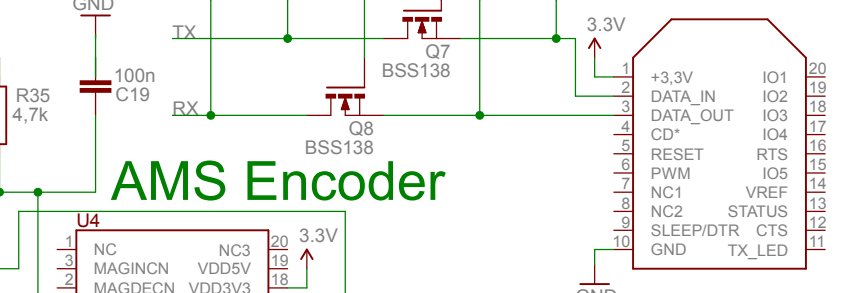 GND
TX
Q7
BSS138
3.3V
100n
C19
R35
4,7k
RX
Q8
BSS138
AMS Encoder
1 +3,3V IO1 20
2 DATA_IN IO2 19
3 DATA_OUT IO3 18
4 CD* IO4 17
5 RESET RTS 16
6 PWM IO5 15
7 NC1 VREF 14
8 NC2 STATUS 13
9 SLEEP/DTR CTS 12
10 GND TX_LED 11
GND
U4
3.3V
1 NC NC3 20
3 MAGINCN VDD5V 19
2 MAGDECN VDD3V3 18